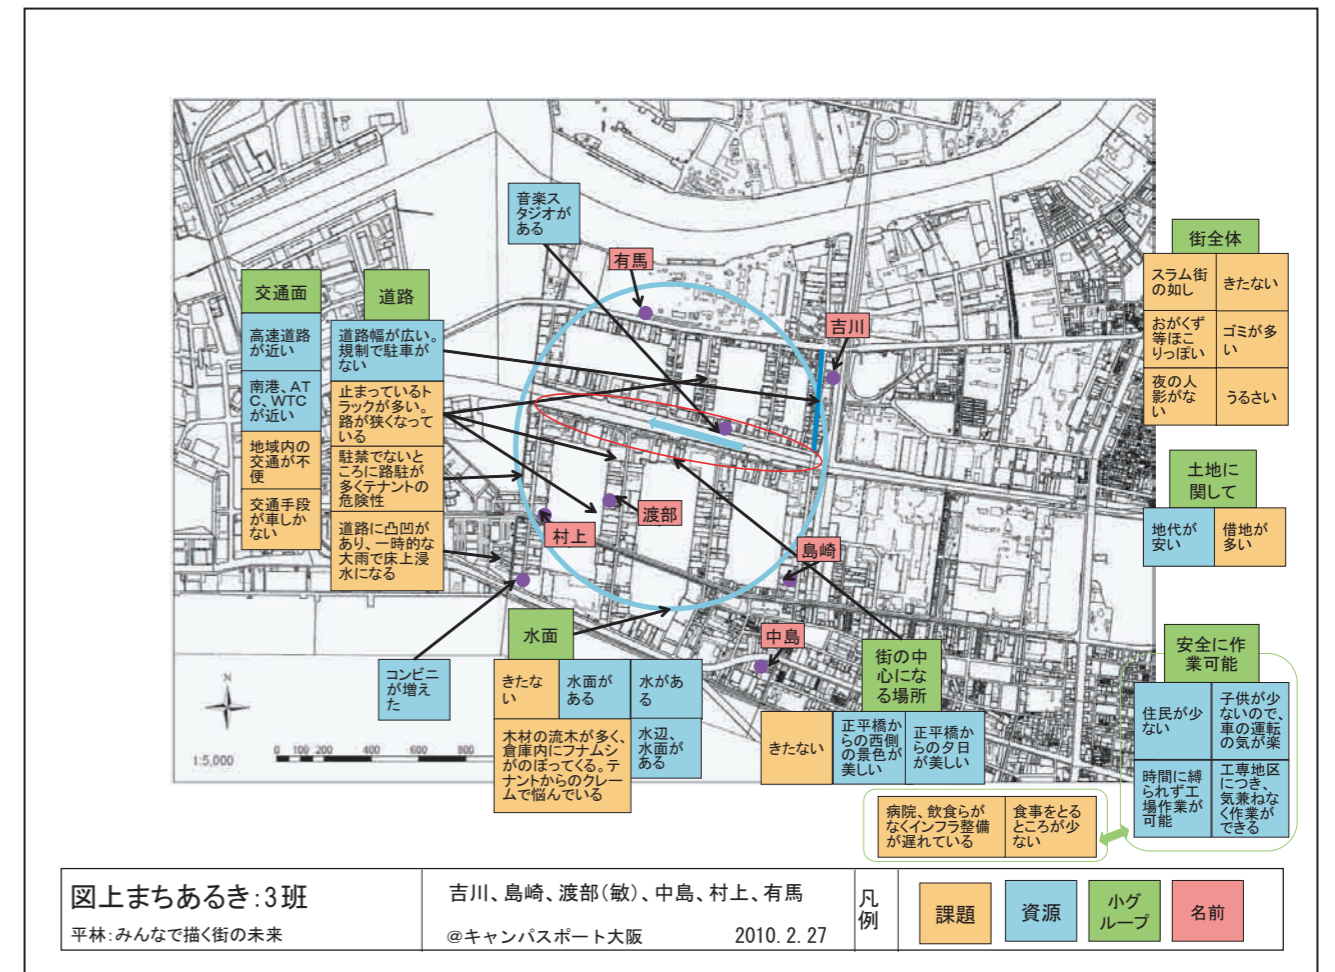 音楽ス
タジオが
ある
有馬
吉川
街全体
スラム街
の如し
きたない
おがくず
等ほこ
りっぽい
ゴミが多
い
夜の人
影がな
い
うるさい
交通面
高速道路
が近い
南港、AT
C、WTC
が近い
地域内の
交通が不
便
交通手段
が車しか
ない
道路
道路幅が広い。
規制で駐車が
ない
止まっているト
ラックが多い。
路が狭くなって
いる
駐禁でないと
ころに路駐が
多くテナントの
危険性
道路に凸凹が
あり、一時的な
大雨で床上浸
水になる
渡部
村上
島崎
中島
土地に
関して
地代が
安い
借地が
多い
コンビニ
が増え
た
水面
きたな
い
水面が
ある
水があ
る
木材の流木が多く、
倉庫内にフナムシ
がのぼってくる。テ
ナントからのクレー
ムで悩んでいる
水辺、
水面が
ある
街の中
心にな
る場所
きたない
正平橋か
らの西側
の景色が
美しい
正平橋か
らの夕日
が美しい
安全に作
業可能
住民が少
ない
子供が少
ないので、
車の運転
の気が楽
時間に縛
られず工
場作業が
可能
工専地区
につき、
気兼ねな
く作業が
できる
病院、飲食らが
なくインフラ整備
が遅れている
食事をとる
ところが少
ない
N
1:5,000
0 100 200 400 600 800
図上まちあるき:3班
平林:みんなで描く街の未来
吉川、島崎、渡部(敏)、中島、村上、有馬
@キャンパスポート大阪 2010.2.27
凡
例
課題
資源
小グ
ループ
名前